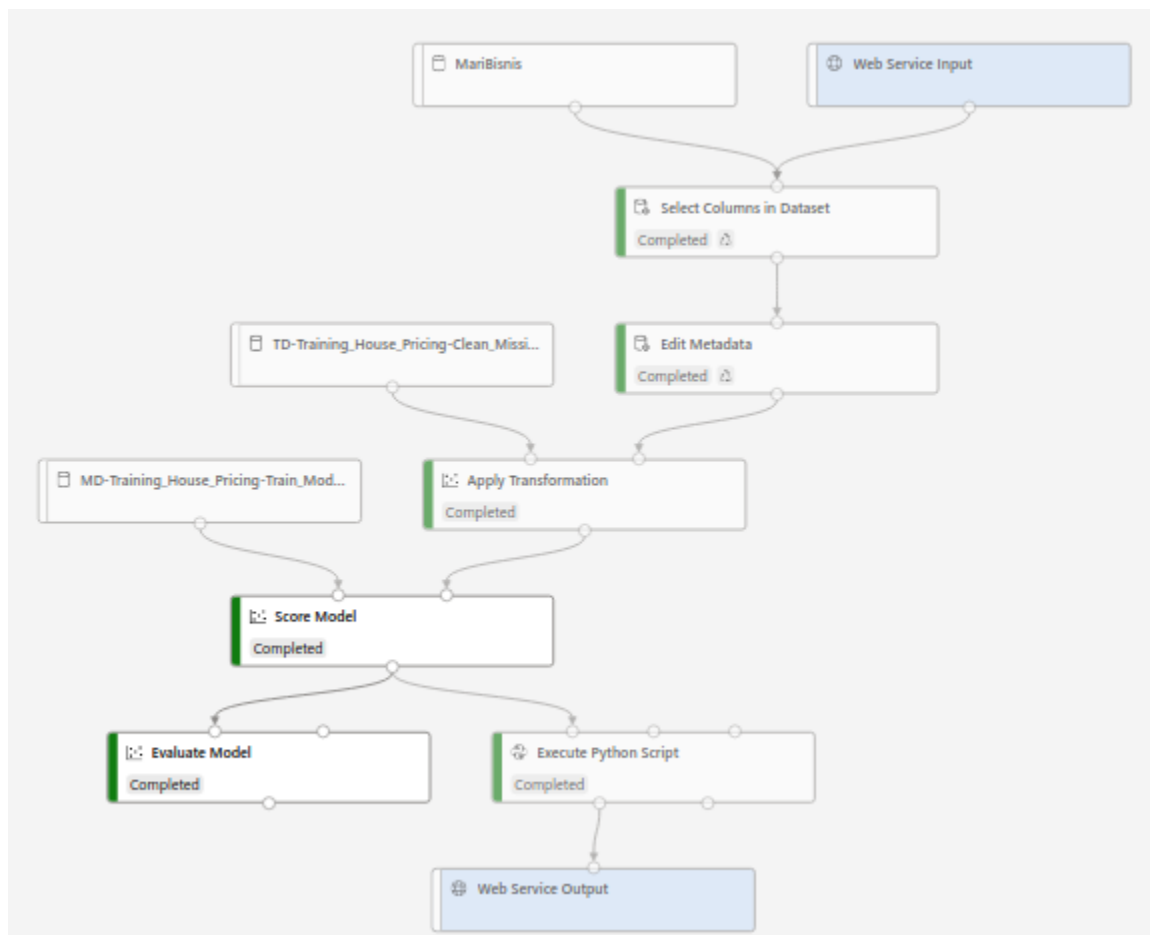 MariBisnis
Web Service Input
Select Columns in Dataset
Completed
TD-Training_House_Pricing-Clean_Missi...
Edit Metadata
Completed
MD-Training_House_Pricing-Train_Mod...
Apply Transformation
Completed
Score Model
Completed
Evaluate Model
Completed
Execute Python Script
Completed
Web Service Output